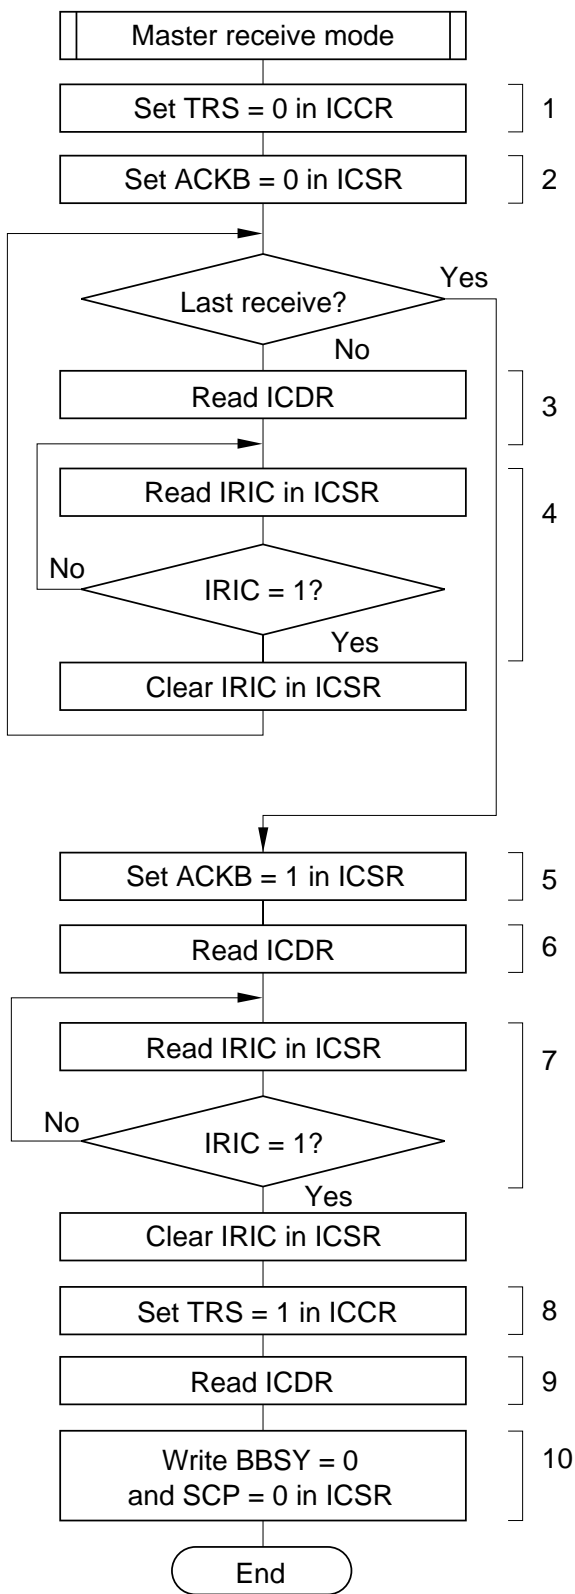 Master receive mode
Set TRS = 0 in ICCR
1
Set ACKB = 0 in ICSR
2
Yes
Last receive?
No
Read ICDR
3
Read IRIC in ICSR
4
No
IRIC = 1?
Yes
Clear IRIC in ICSR
Set ACKB = 1 in ICSR
5
Read ICDR
6
Read IRIC in ICSR
7
No
IRIC = 1?
Yes
Clear IRIC in ICSR
Set TRS = 1 in ICCR
8
Read ICDR
9
Write BBSY = 0
10
and SCP = 0 in ICSR
End